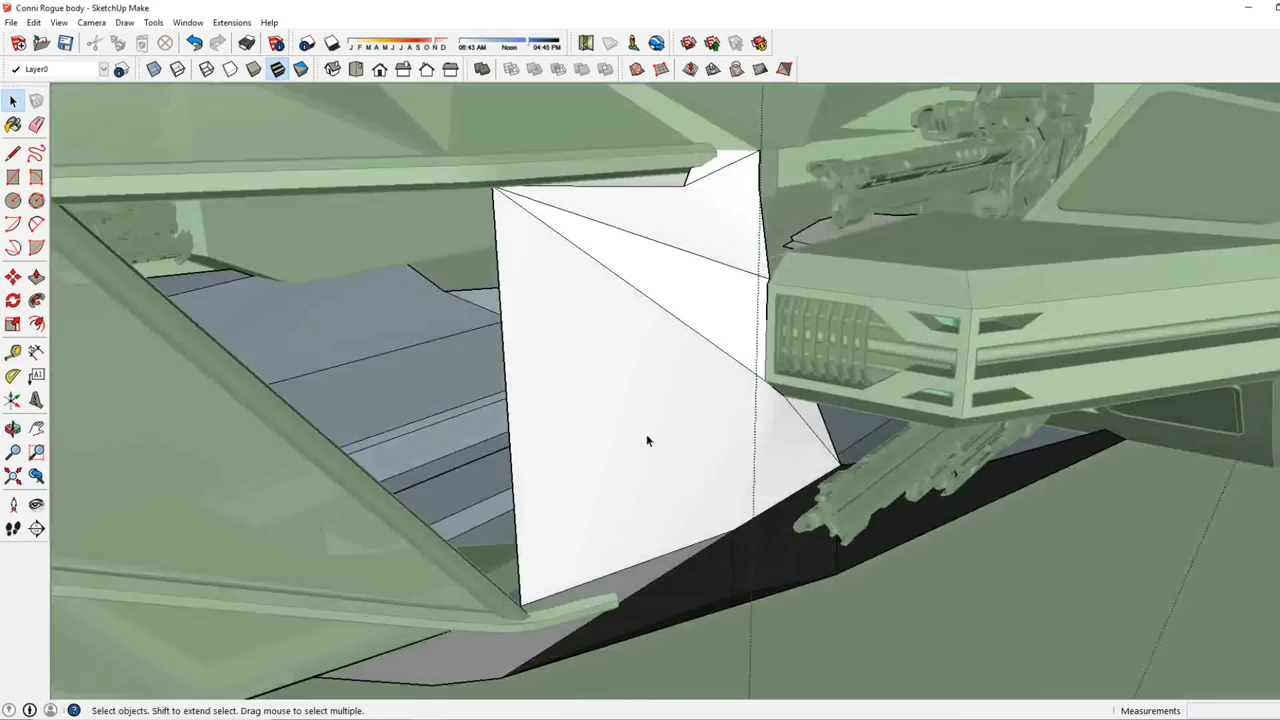 Conni Rogue body - SketchUp Make
File Edit View Camera Draw Tools Window Extensions Help
J F M A M J J A S O N D 06:43 AM Noon 04:45 PM
Layer0
A1
Select objects. Shift to extend select. Drag mouse to select multiple. Measurements